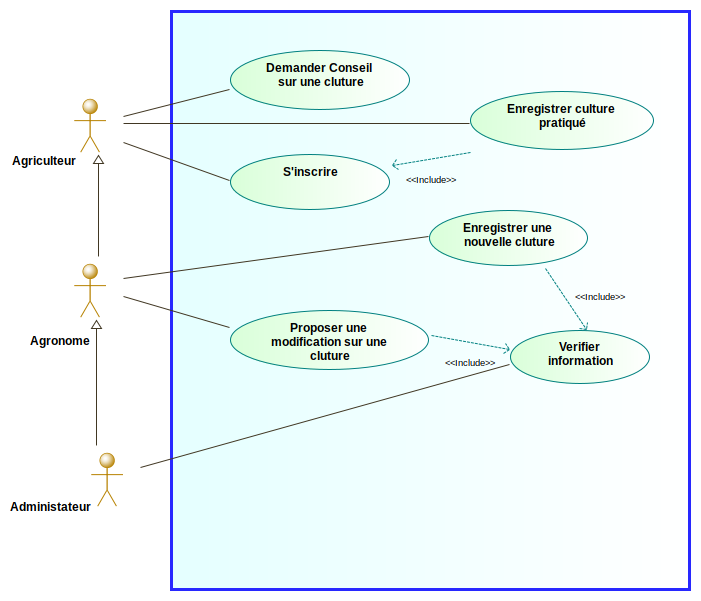 Demander Conseil
sur une cluture
Enregistrer culture
pratiqué
Agriculteur
S'inscrire
<<Include>>
Enregistrer une
nouvelle cluture
<<Include>>
Agronome
Proposer une
modification sur une
cluture
Verifier
information
<<Include>>
Administateur